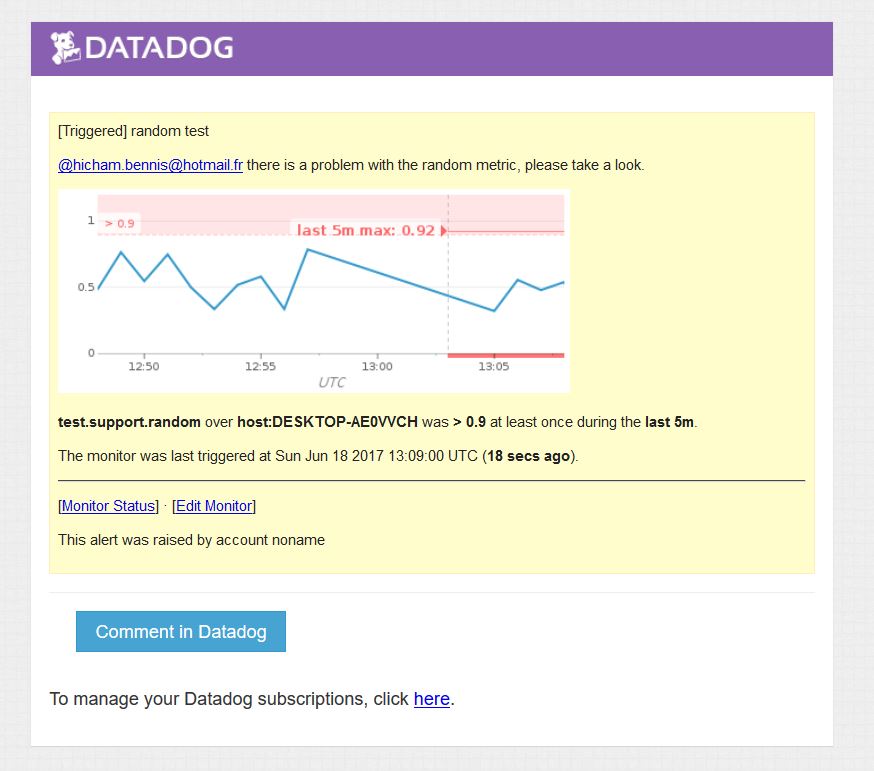 DATADOG
[Triggered] random test
@hicham.bennis@hotmail.fr there is a problem with the random metric, please take a look.
1
> 0.9
last 5m max: 0.92
0.5
0
12:50 12:55 13:00 13:05
UTC
test.support.random over host:DESKTOP-AE0VVCH was > 0.9 at least once during the last 5m.
The monitor was last triggered at Sun Jun 18 2017 13:09:00 UTC (18 secs ago).
[Monitor Status] · [Edit Monitor]
This alert was raised by account noname
Comment in Datadog
To manage your Datadog subscriptions, click here.